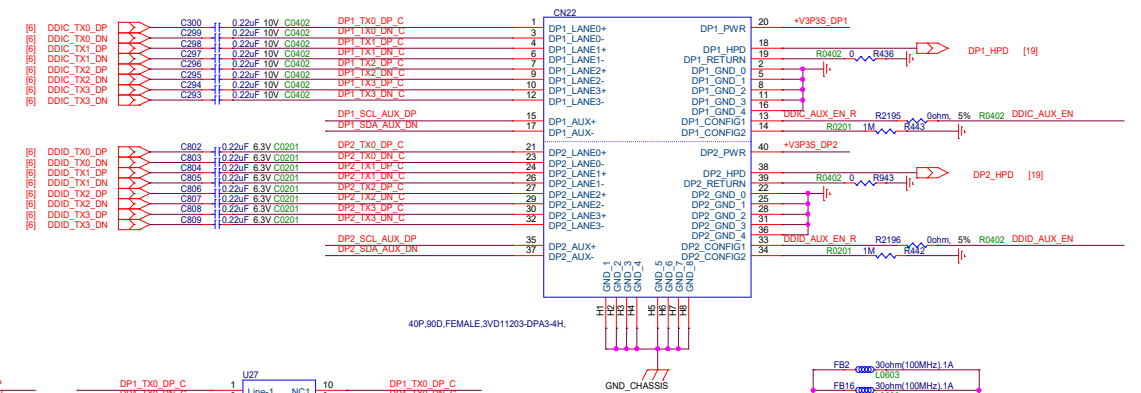 CN22
[6] DDIC_TX0_DP C300 0.22uF 10V C0402 DP1_TX0_DP_C 1 DP1_LANE0+ DP1_PWR 20 +V3P3S_DP1
[6] DDIC_TX0_DN C299 0.22uF 10V C0402 DP1_TX0_DN_C 3 DP1_LANE0-
[6] DDIC_TX1_DP C298 0.22uF 10V C0402 DP1_TX1_DP_C 4 DP1_LANE1+ DP1_HPD 18 DP1_HPD [19]
[6] DDIC_TX1_DN C297 0.22uF 10V C0402 DP1_TX1_DN_C 6 DP1_LANE1- DP1_RETURN 19 R0402 0 R436
[6] DDIC_TX2_DP C296 0.22uF 10V C0402 DP1_TX2_DP_C 7 DP1_LANE2+ DP1_GND_0 2
[6] DDIC_TX2_DN C295 0.22uF 10V C0402 DP1_TX2_DN_C 9 DP1_LANE2- DP1_GND_1 5
[6] DDIC_TX3_DP C294 0.22uF 10V C0402 DP1_TX3_DP_C 10 DP1_LANE3+ DP1_GND_2 8
[6] DDIC_TX3_DN C293 0.22uF 10V C0402 DP1_TX3_DN_C 12 DP1_LANE3- DP1_GND_3 11
DP1_GND_4 16
DP1_SCL_AUX_DP 15 DP1_AUX+ DP1_CONFIG1 13 DDIC_AUX_EN_R R2195 0ohm, 5% R0402 DDIC_AUX_EN
DP1_SDA_AUX_DN 17 DP1_AUX- DP1_CONFIG2 14 R0201 1M R443
[6] DDID_TX0_DP C802 0.22uF 6.3V C0201 DP2_TX0_DP_C 21 DP2_LANE0+ DP2_PWR 40 +V3P3S_DP2
[6] DDID_TX0_DN C803 0.22uF 6.3V C0201 DP2_TX0_DN_C 23 DP2_LANE0-
[6] DDID_TX1_DP C804 0.22uF 6.3V C0201 DP2_TX1_DP_C 24 DP2_LANE1+ DP2_HPD 38 DP2_HPD [19]
[6] DDID_TX1_DN C805 0.22uF 6.3V C0201 DP2_TX1_DN_C 26 DP2_LANE1- DP2_RETURN 39 R0402 0 R943
[6] DDID_TX2_DP C806 0.22uF 6.3V C0201 DP2_TX2_DP_C 27 DP2_LANE2+ DP2_GND_0 22
[6] DDID_TX2_DN C807 0.22uF 6.3V C0201 DP2_TX2_DN_C 29 DP2_LANE2- DP2_GND_1 25
[6] DDID_TX3_DP C808 0.22uF 6.3V C0201 DP2_TX3_DP_C 30 DP2_LANE3+ DP2_GND_2 28
[6] DDID_TX3_DN C809 0.22uF 6.3V C0201 DP2_TX3_DN_C 32 DP2_LANE3- DP2_GND_3 31
DP2_GND_4 36
DP2_SCL_AUX_DP 35 DP2_AUX+ DP2_CONFIG1 33 DDID_AUX_EN_R R2196 0ohm, 5% R0402 DDID_AUX_EN
DP2_SDA_AUX_DN 37 DP2_AUX- DP2_CONFIG2 34 R0201 1M R442
GND_1 GND_2 GND_3 GND_4 GND_5 GND_6 GND_7 GND_8
H1 H2 H3 H4 H5 H6 H7 H8
40P,90D,FEMALE,3VD11203-DPA3-4H,
GND_CHASSIS
FB2 30ohm(100MHz).1A
L0603
U27
DP1_TX0_DP_C 1 Line-1 NC1 10 DP1_TX0_DP_C
FB16 30ohm(100MHz).1A